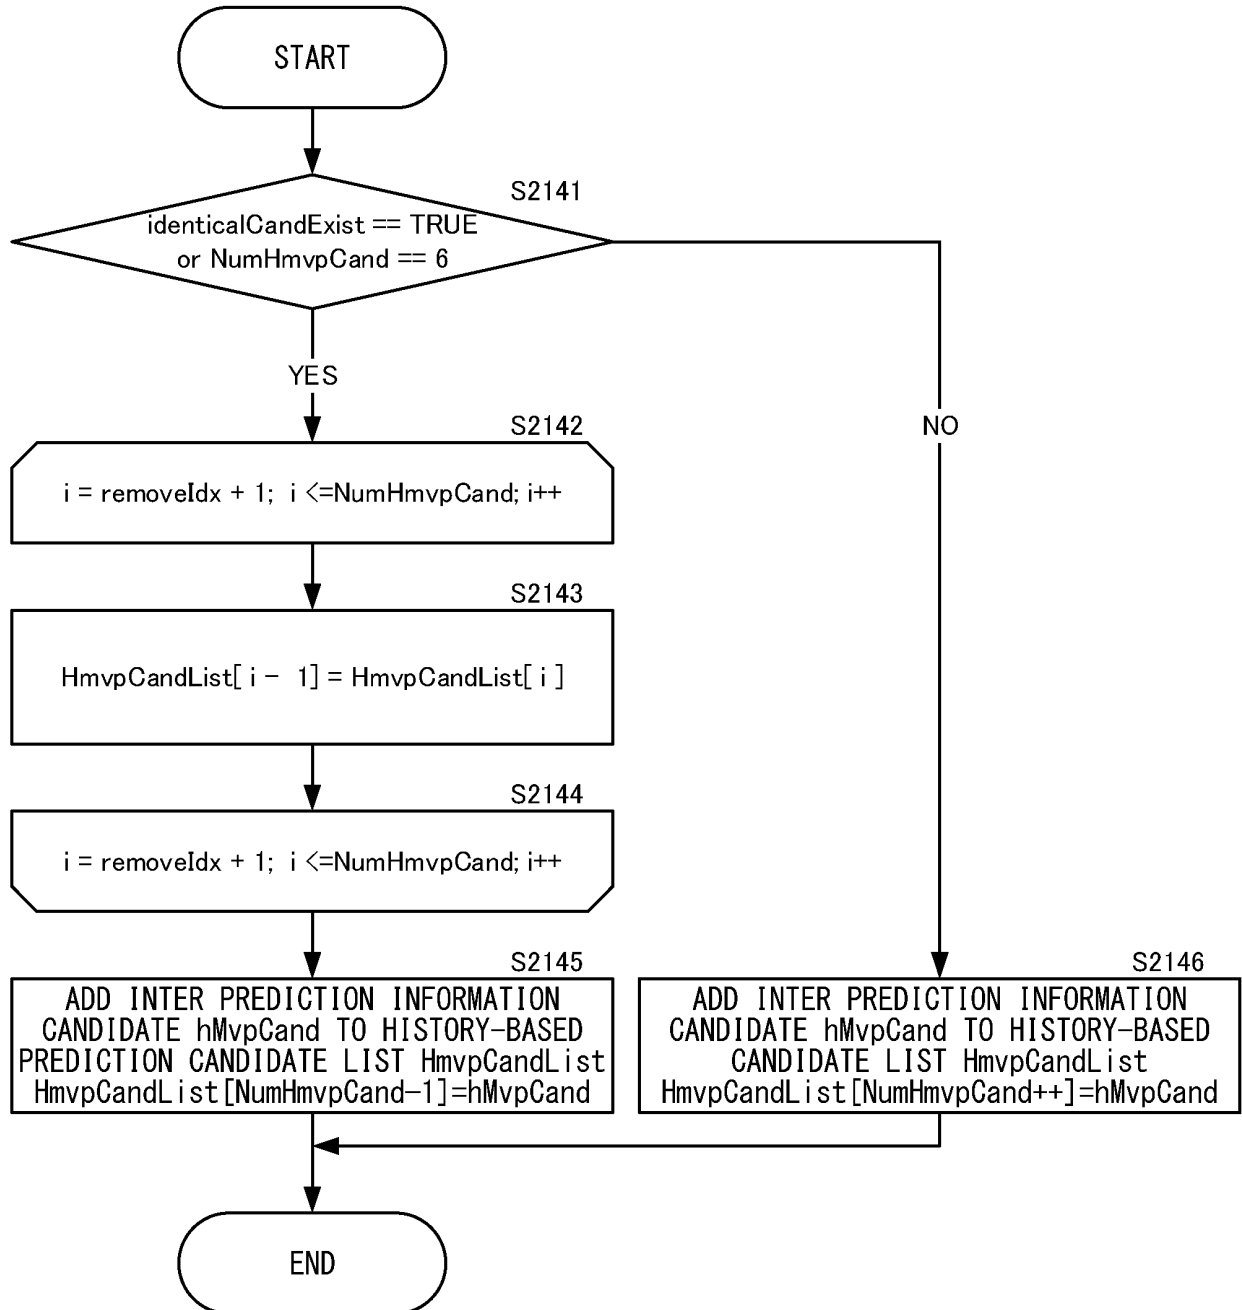 START
S2141
identicalCandExist == TRUE
or NumHmvpCand == 6
YES
NO
S2142
i = removeIdx + 1; i <=NumHmvpCand; i++
S2143
HmvpCandList[ i - 1] = HmvpCandList[ i ]
S2144
i = removeIdx + 1; i <=NumHmvpCand; i++
S2145
ADD INTER PREDICTION INFORMATION
CANDIDATE hMvpCand TO HISTORY-BASED
PREDICTION CANDIDATE LIST HmvpCandList
HmvpCandList[NumHmvpCand-1]=hMvpCand
S2146
ADD INTER PREDICTION INFORMATION
CANDIDATE hMvpCand TO HISTORY-BASED
CANDIDATE LIST HmvpCandList
HmvpCandList[NumHmvpCand++]=hMvpCand
END